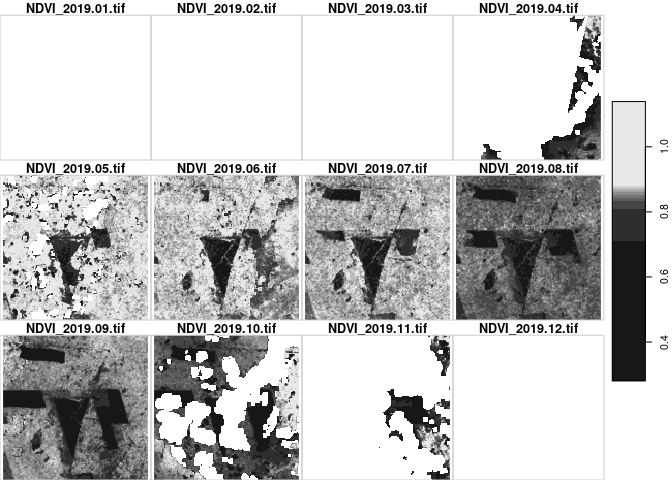 NDVI_2019.01.tif NDVI_2019.02.tif NDVI_2019.03.tif NDVI_2019.04.tif
NDVI_2019.05.tif NDVI_2019.06.tif NDVI_2019.07.tif NDVI_2019.08.tif
NDVI_2019.09.tif NDVI_2019.10.tif NDVI_2019.11.tif NDVI_2019.12.tif
1.0
0.8
0.6
0.4